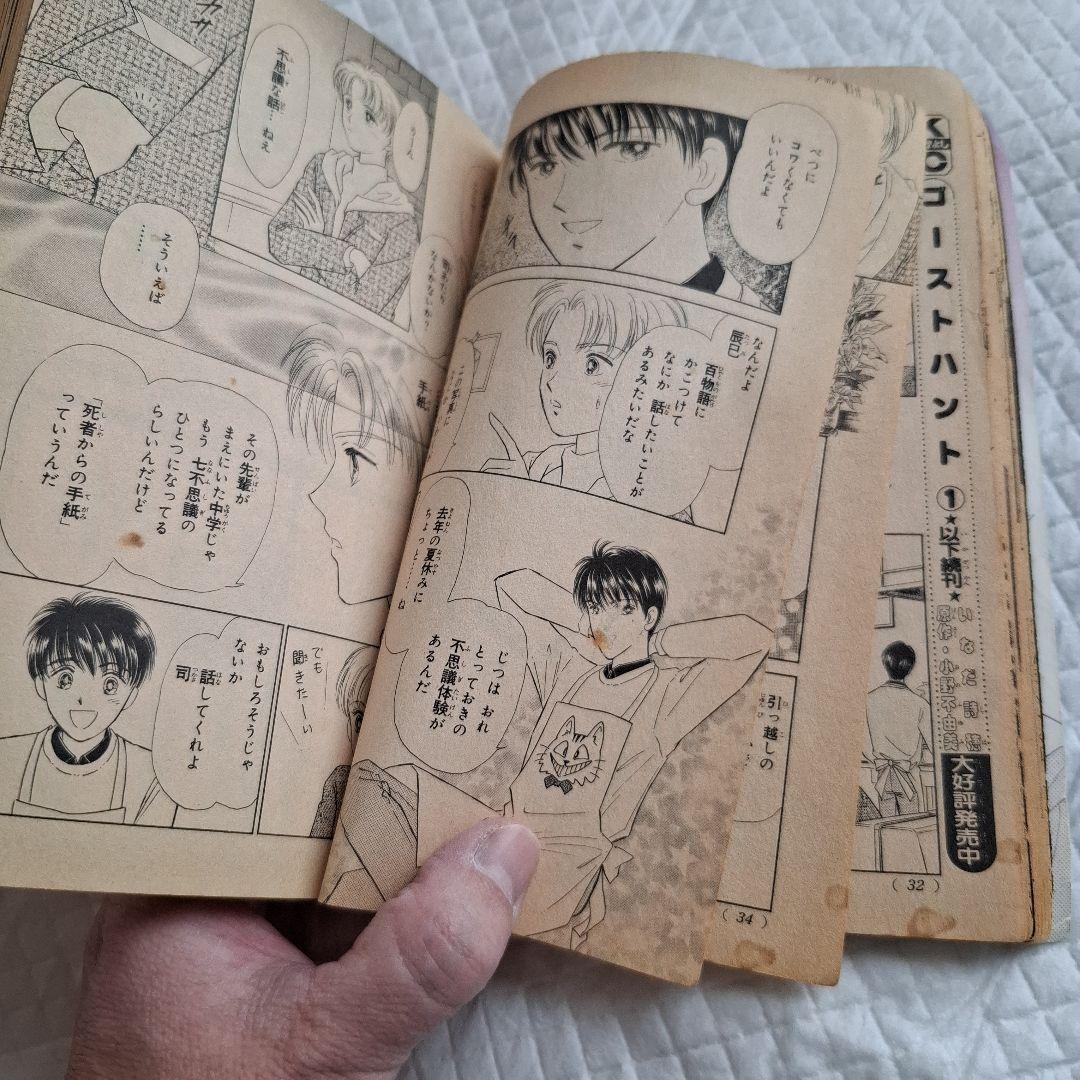 べつに
コワくなくても
いいんだよ
なんだよ
辰巳
百物語に
かこつけて
なにか 話したいことが
あるみたいだな
去年の夏休みに
ちょっと……ね
じつは おれ
とっておきの
不思議体験が
あるんだ
カサ
不思議な話…ねえ
なんかないか?
そういえば
……
手紙。
その先輩が
まえにいた中学じゃ
もう 七不思議の
ひとつになってる
らしいんだけど
「死者からの手紙」
っていうんだ
でも
聞きたーい
おもしろそうじゃ
ないか
話してくれよ
司
引っ越しの
( 34 )
ゴーストハント ①
★以下続刊★
いなだ詩穂
原作・小野不由美
大好評発売中
( 32 )